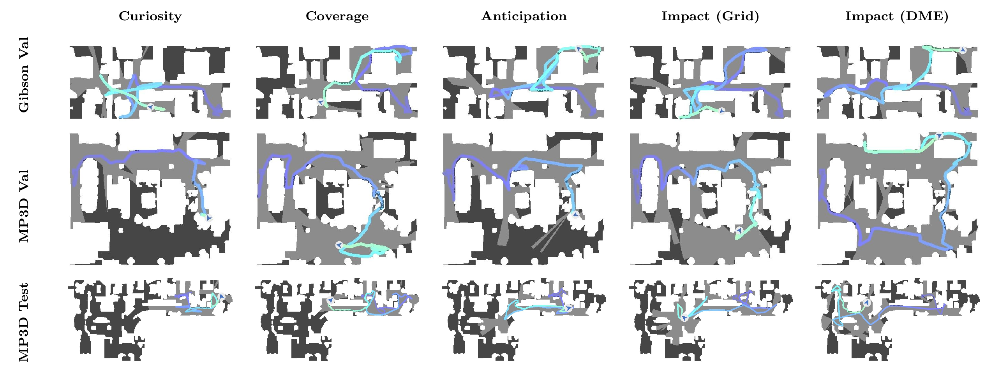 Curiosity
Coverage
Anticipation
Impact (Grid)
Impact (DME)
Gibson Val
MP3D Val
MP3D Test